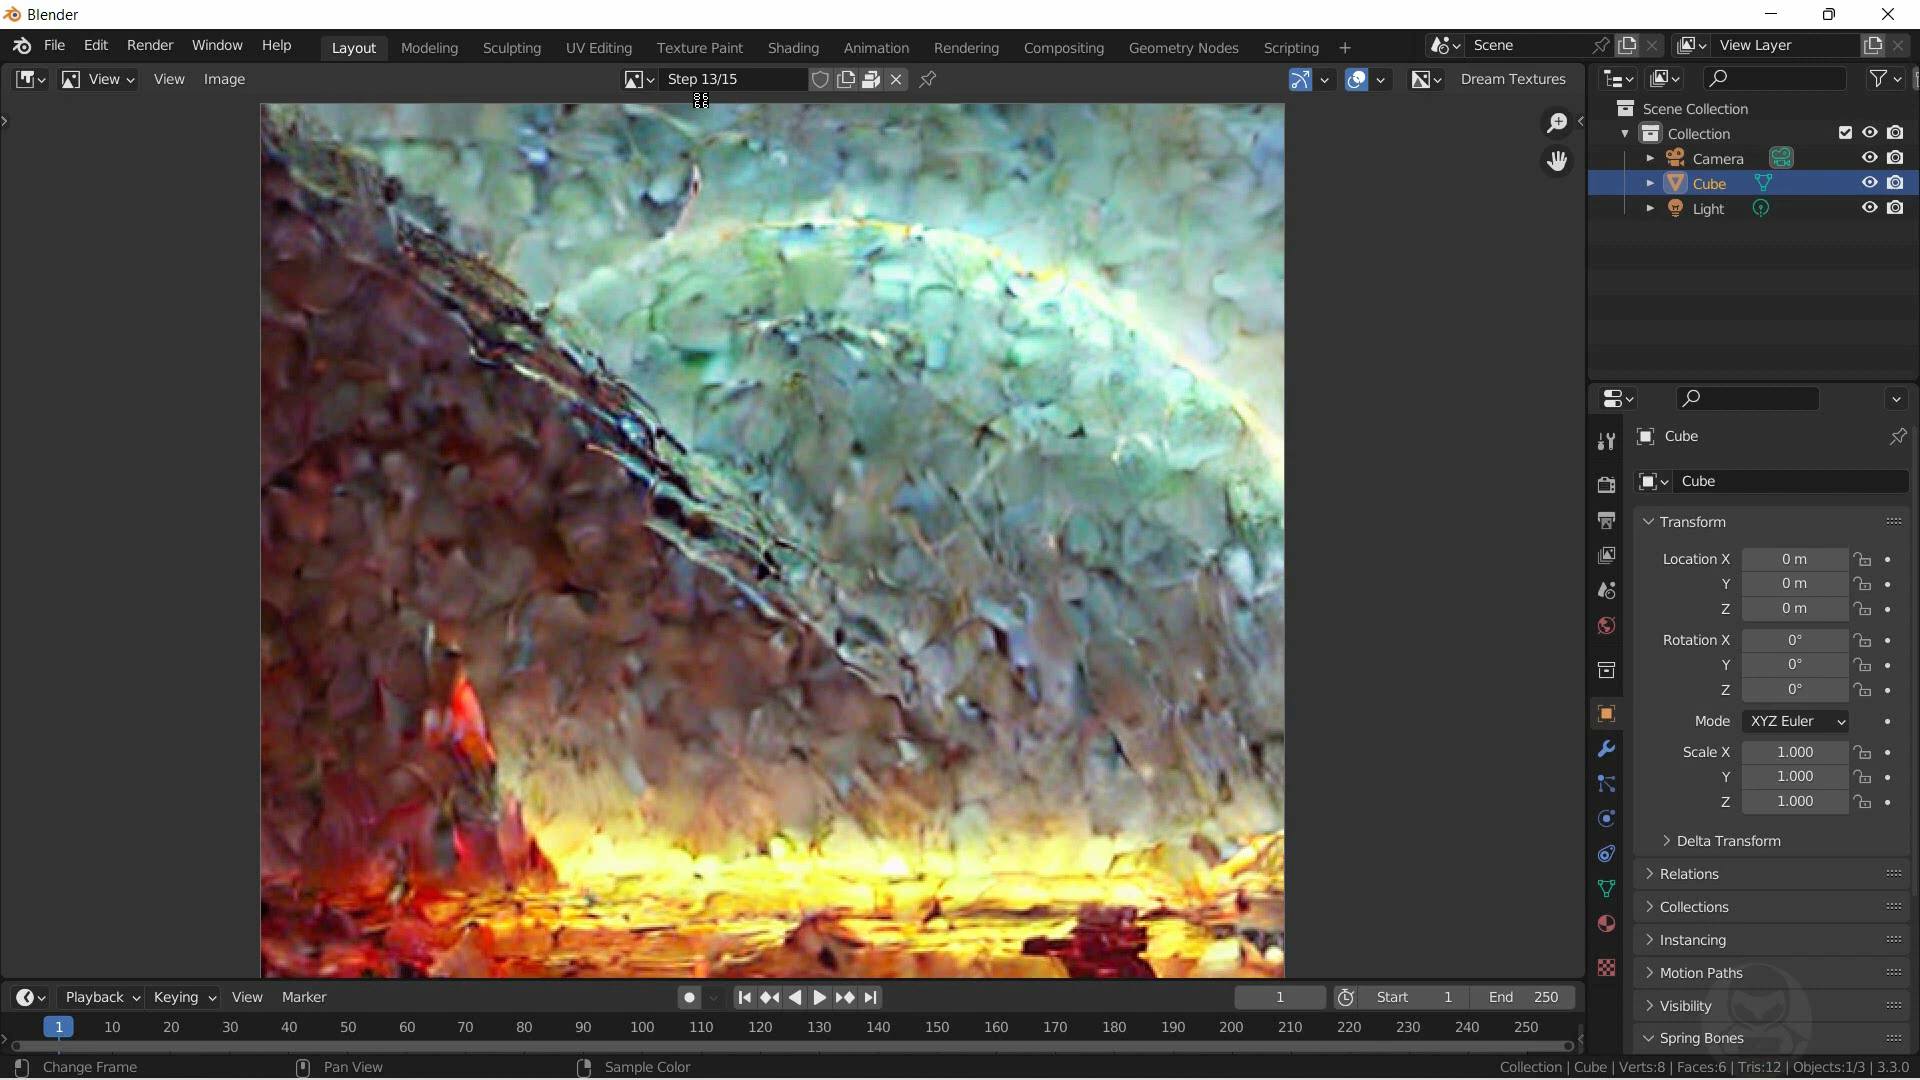 Blender
File Edit Render Window Help Layout Modeling Sculpting UV Editing Texture Paint Shading Animation Rendering Compositing Geometry Nodes Scripting + Scene View Layer
View View Image Step 13/15 Dream Textures
Scene Collection
Collection
Camera
Cube
Light
Cube
Cube
Transform
Location X 0 m
Y 0 m
Z 0 m
Rotation X 0°
Y 0°
Z 0°
Mode XYZ Euler
Scale X 1.000
Y 1.000
Z 1.000
Delta Transform
Relations
Collections
Instancing
Motion Paths
Visibility
Spring Bones
Playback Keying View Marker 1 Start 1 End 250
1 10 20 30 40 50 60 70 80 90 100 110 120 130 140 150 160 170 180 190 200 210 220 230 240 250
Change Frame Pan View Sample Color Collection | Cube | Verts:8 | Faces:6 | Tris:12 | Objects:1/3 | 3.3.0